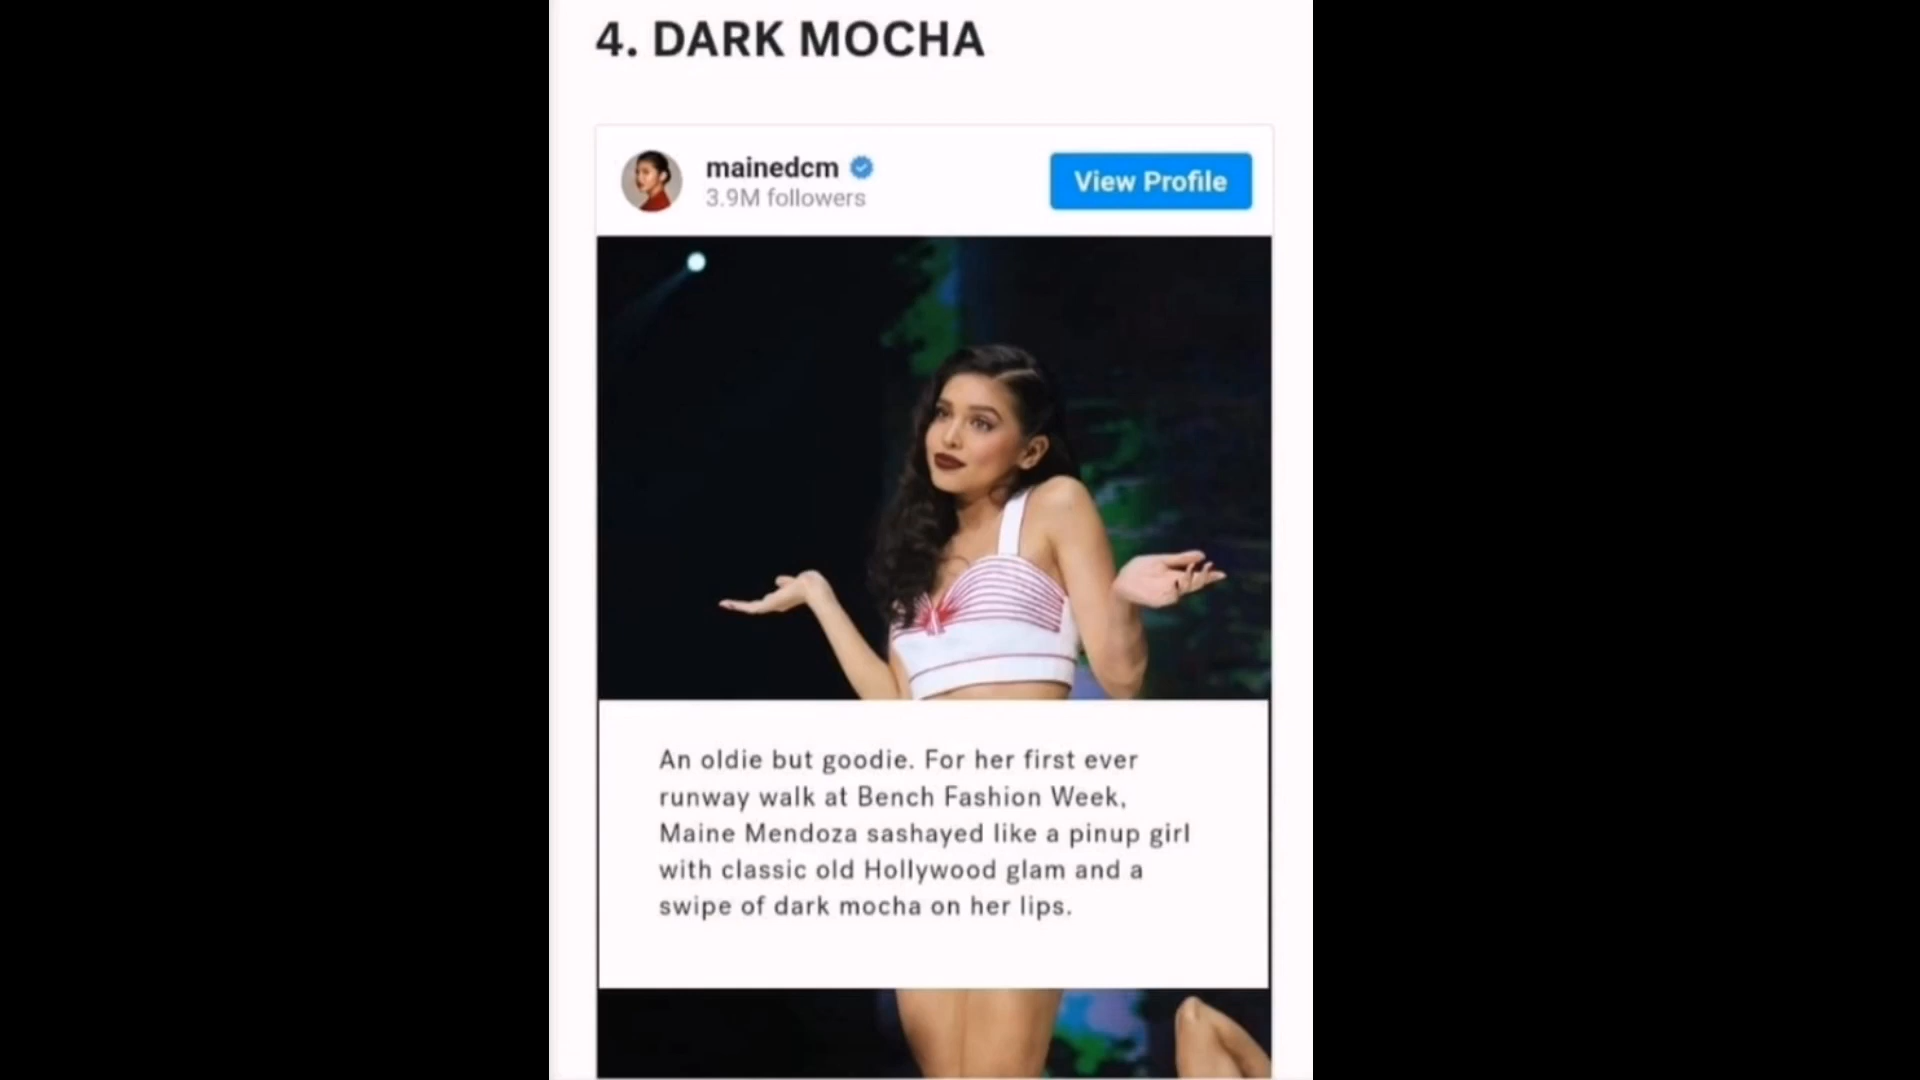 4. DARK MOCHA
mainedcm
3.9M followers
View Profile
An oldie but goodie. For her first ever
runway walk at Bench Fashion Week,
Maine Mendoza sashayed like a pinup girl
with classic old Hollywood glam and a
swipe of dark mocha on her lips.